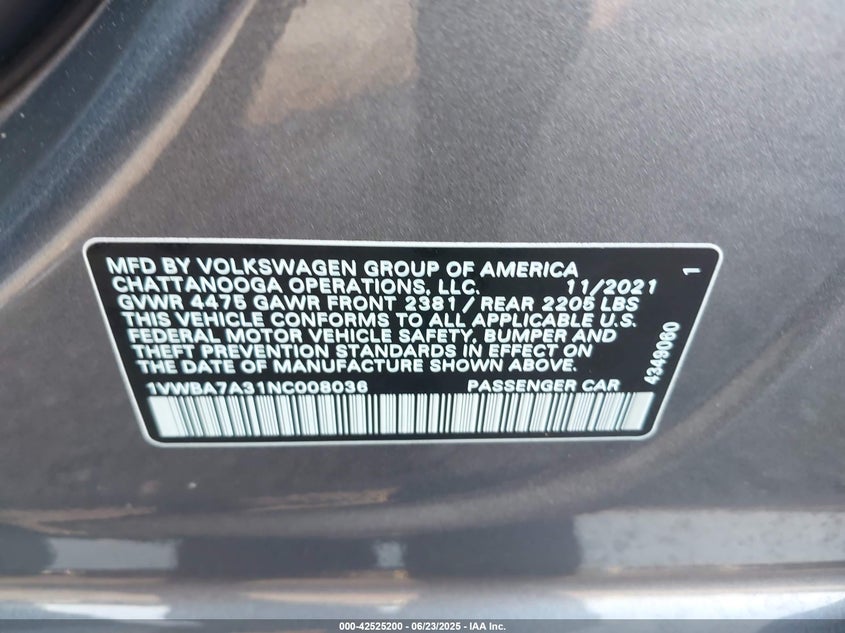 MFD BY VOLKSWAGEN GROUP OF AMERICA
CHATTANOOGA OPERATIONS, LLC. 11/2021
GVWR 4475 GAWR FRONT 2381 / REAR 2205 LBS
THIS VEHICLE CONFORMS TO ALL APPLICABLE U.S.
FEDERAL MOTOR VEHICLE SAFETY, BUMPER AND
THEFT PREVENTION STANDARDS IN EFFECT ON
THE DATE OF MANUFACTURE SHOWN ABOVE.
1VWBA7A31NC008036 PASSENGER CAR
4349060
1
000-42525200 - 06/23/2025 - IAA Inc.